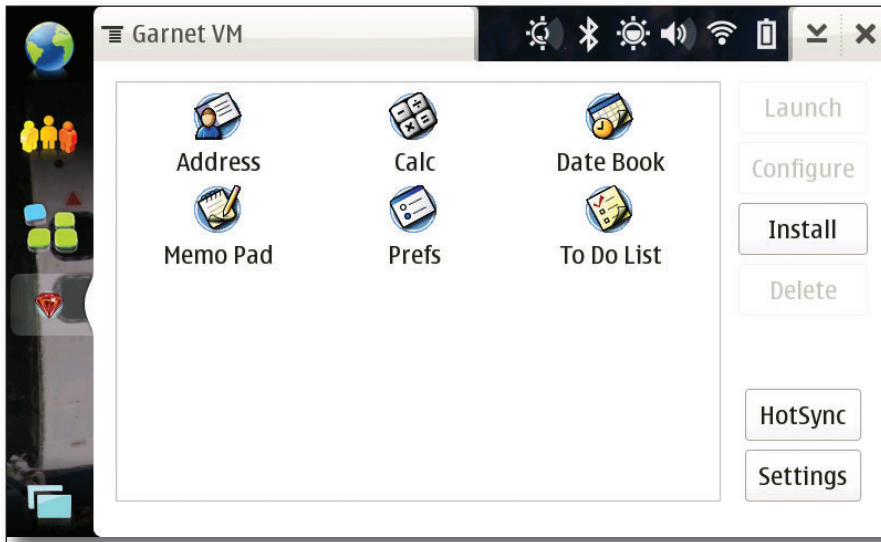 Garnet VM
Address Calc Date Book
Memo Pad Prefs To Do List
Launch
Configure
Install
Delete
HotSync
Settings